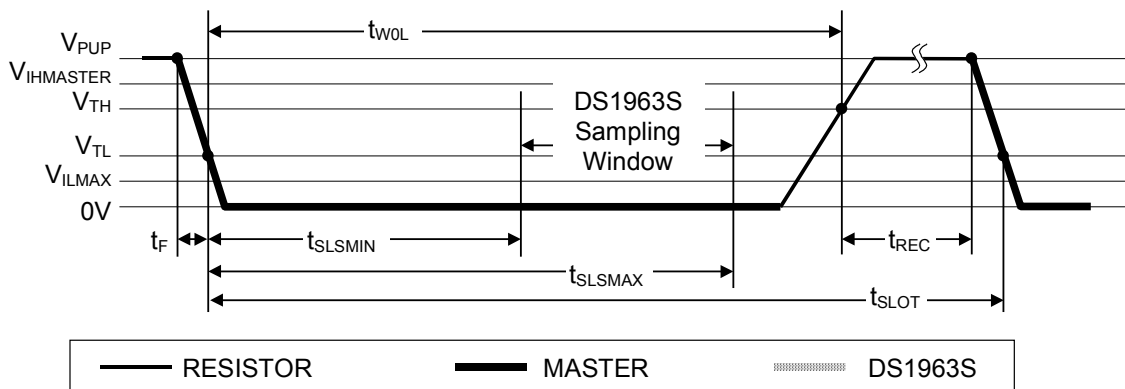 tW0L
VPUP
VIHMASTER
VTH
VTL
VILMAX
0V
DS1963S
Sampling
Window
tF
tSLSMIN
tREC
tSLSMAX
tSLOT
RESISTOR MASTER DS1963S